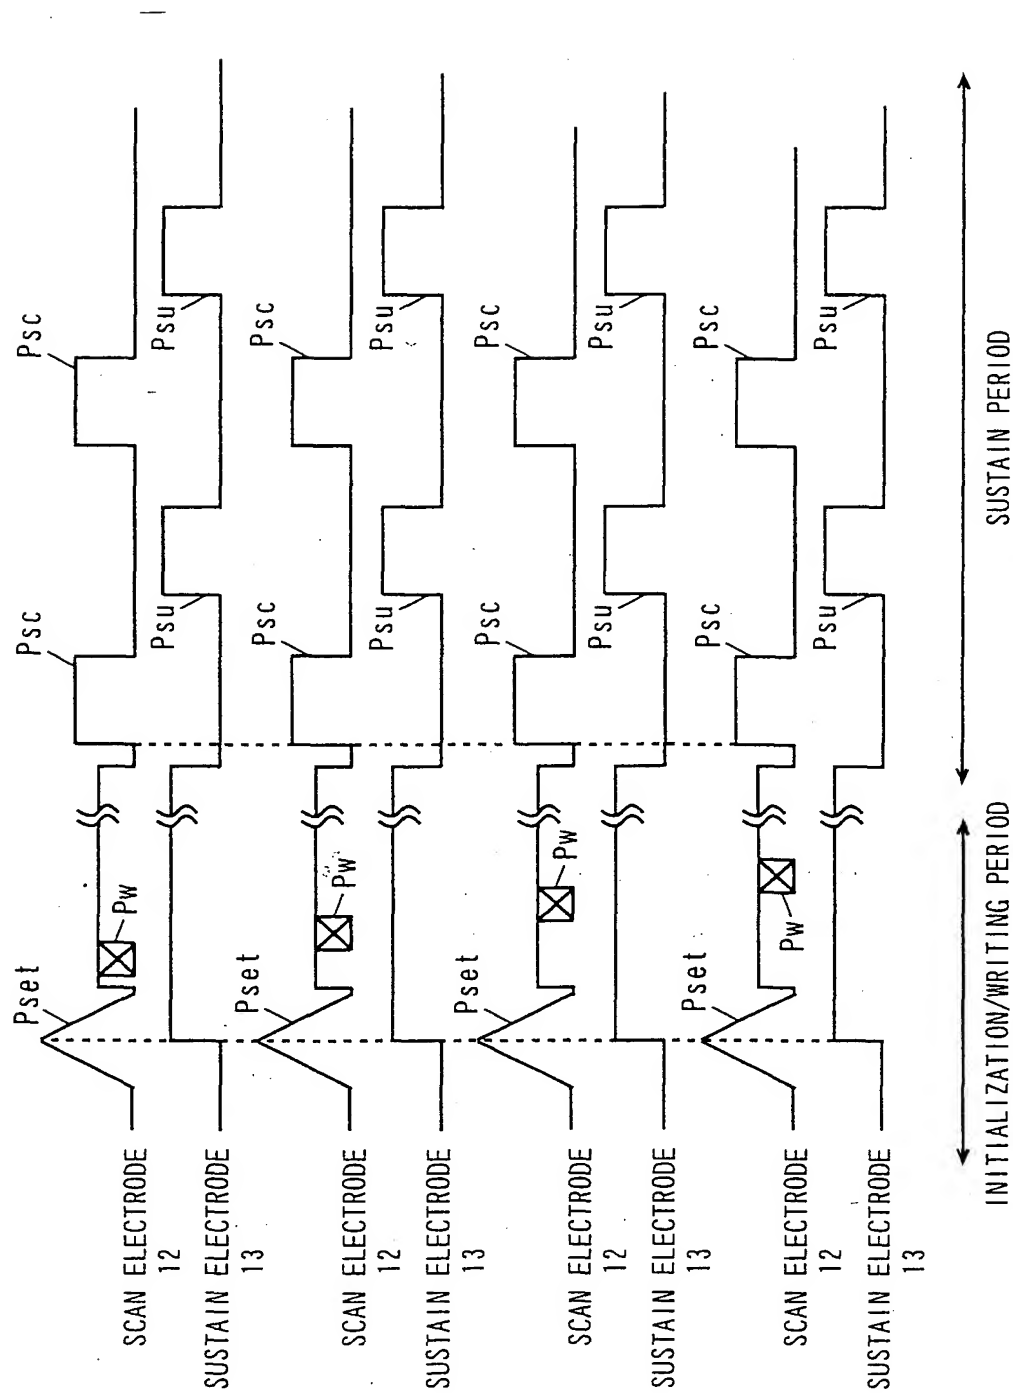 Pset
Pw
Psc
Psc
SCAN ELECTRODE
12
Psu
Psu
SUSTAIN ELECTRODE
13
Pset
Pw
Psc
Psc
SCAN ELECTRODE
12
Psu
Psu
SUSTAIN ELECTRODE
13
Pset
Pw
Psc
Psc
SCAN ELECTRODE
12
Psu
Psu
SUSTAIN ELECTRODE
13
Pset
Pw
Psc
Psc
SCAN ELECTRODE
12
Psu
Psu
SUSTAIN ELECTRODE
13
INITIALIZATION/WRITING PERIOD
SUSTAIN PERIOD